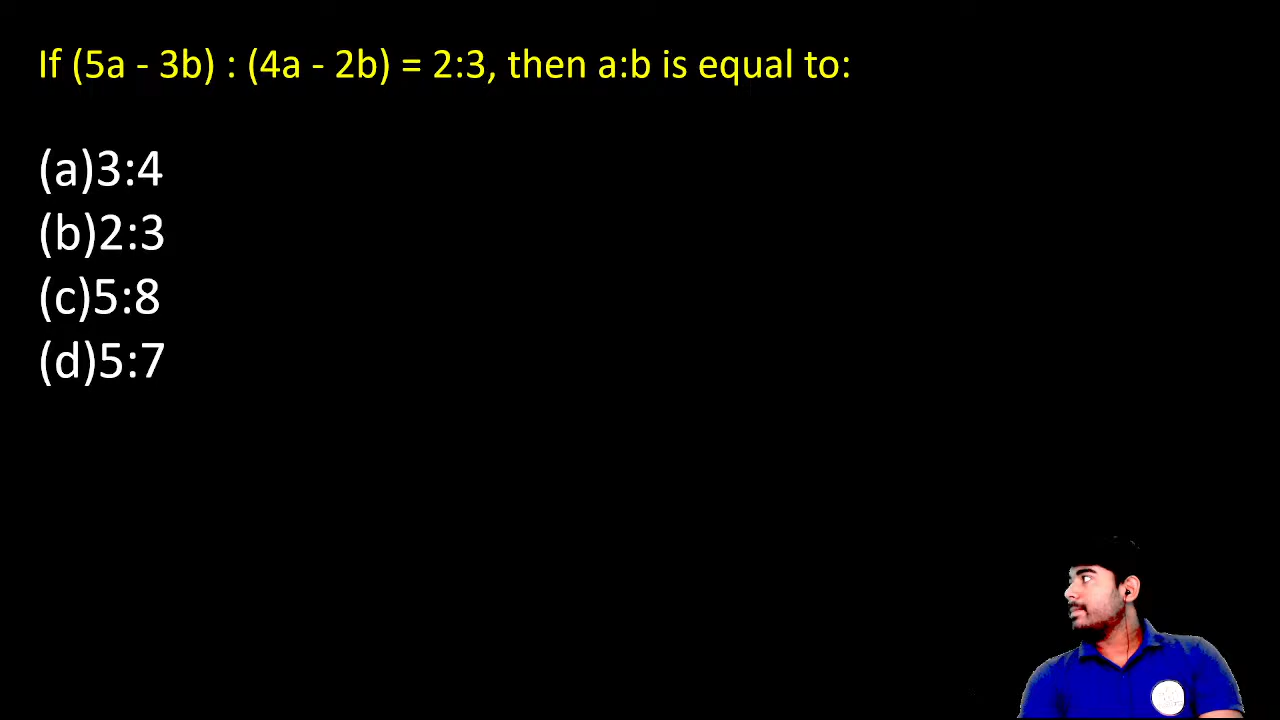 If (5a - 3b) : (4a - 2b) = 2:3, then a:b is equal to:
(a)3:4
(b)2:3
(c)5:8
(d)5:7